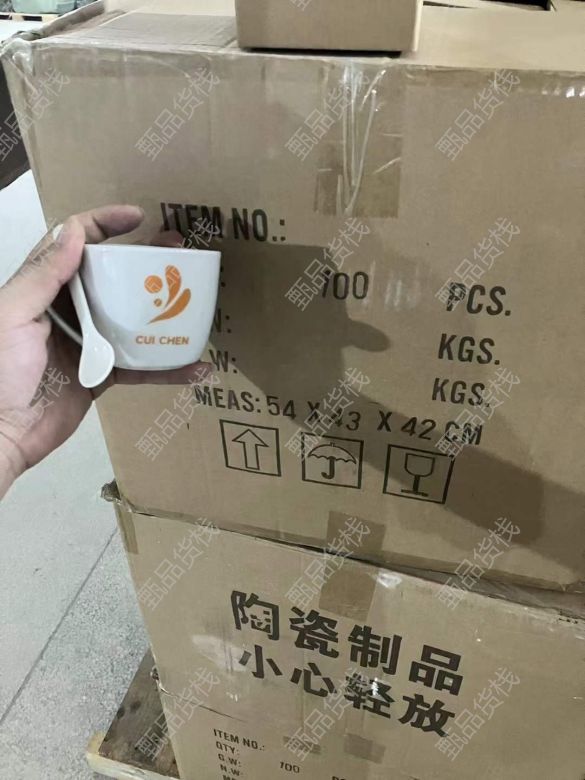 ITEM NO.:
100 PCS.
KGS.
W: KGS.
MEAS: 54 X 43 X 42 CM
CUI CHEN
陶瓷制品
小心轻放
ITEM NO.:
QTY: 100
G.W:
N.W:
甄品货栈